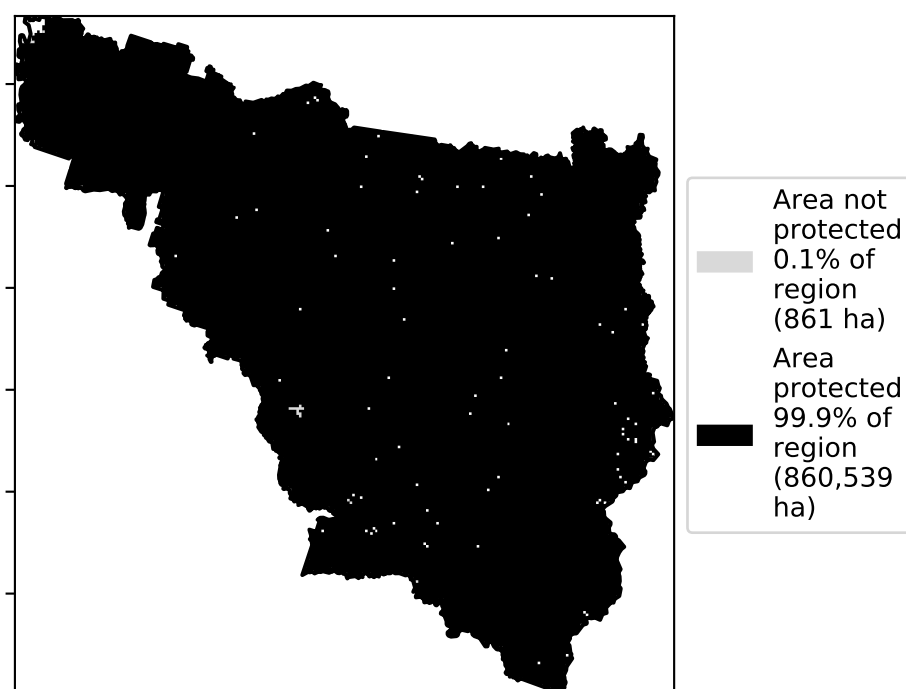 Area not
protected
0.1% of
region
(861 ha)
Area
protected
99.9% of
region
(860,539
ha)